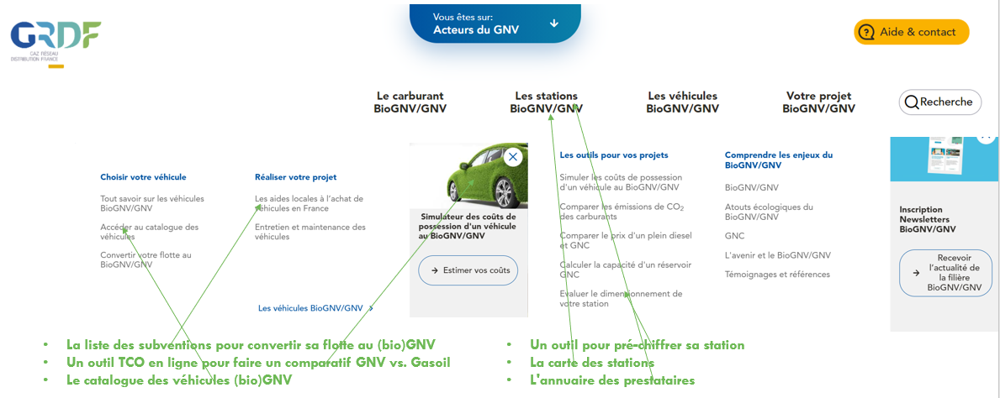 Vous êtes sur:
Acteurs du GNV
GRDF
GAZ RÉSEAU
DISTRIBUTION FRANCE
Aide & contact
Le carburant
BioGNV/GNV
Les stations
BioGNV/GNV
Les véhicules
BioGNV/GNV
Votre projet
BioGNV/GNV
Recherche
Choisir votre véhicule
Tout savoir sur les véhicules
BioGNV/GNV
Accéder au catalogue des
véhicules
Convertir votre flotte au
BioGNV/GNV
Réaliser votre projet
Les aides locales à l'achat de
véhicules en France
Entretien et maintenance des
véhicules
Les véhicules BioGNV/GNV
Simulateur des coûts de
possession d'un véhicule
au BioGNV/GNV
Estimer vos coûts
Les outils pour vos projets
Simuler les coûts de possession
d'un véhicule au BioGNV/GNV
Comparer les émissions de CO2
des carburants
Comparer le prix d'un plein diesel
et GNC
Calculer la capacité d'un réservoir
GNC
Evaluer le dimensionnement de
votre station
Comprendre les enjeux du
BioGNV/GNV
BioGNV/GNV
Atouts écologiques du
BioGNV/GNV
GNC
L'avenir et le BioGNV/GNV
Témoignages et références
Inscription
Newsletters
BioGNV/GNV
Recevoir
l'actualité de
la filière
BioGNV/GNV
• La liste des subventions pour convertir sa flotte au (bio)GNV
• Un outil TCO en ligne pour faire un comparatif GNV vs. Gasoil
• Le catalogue des véhicules (bio)GNV
• Un outil pour pré-chiffrer sa station
• La carte des stations
• L'annuaire des prestataires